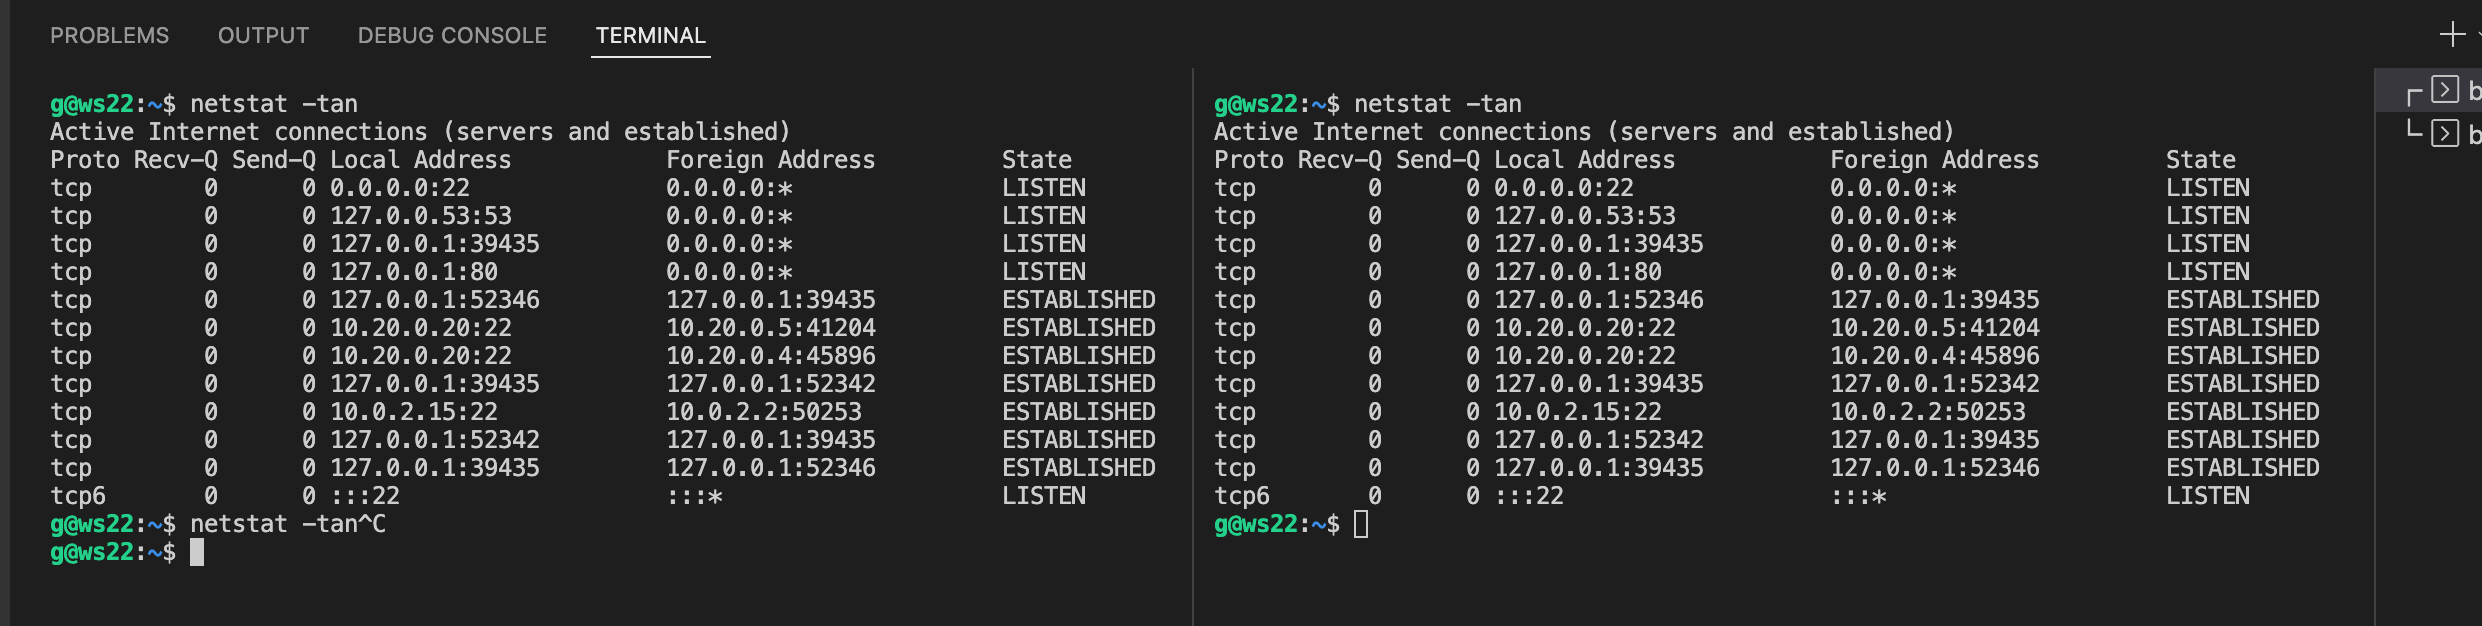 PROBLEMS OUTPUT DEBUG CONSOLE TERMINAL
g@ws22:~$ netstat -tan
Active Internet connections (servers and established)
Proto Recv-Q Send-Q Local Address           Foreign Address         State
tcp        0      0 0.0.0.0:22              0.0.0.0:*               LISTEN
tcp        0      0 127.0.0.53:53           0.0.0.0:*               LISTEN
tcp        0      0 127.0.0.1:39435         0.0.0.0:*               LISTEN
tcp        0      0 127.0.0.1:80            0.0.0.0:*               LISTEN
tcp        0      0 127.0.0.1:52346         127.0.0.1:39435         ESTABLISHED
tcp        0      0 10.20.0.20:22           10.20.0.5:41204         ESTABLISHED
tcp        0      0 10.20.0.20:22           10.20.0.4:45896         ESTABLISHED
tcp        0      0 127.0.0.1:39435         127.0.0.1:52342         ESTABLISHED
tcp        0      0 10.0.2.15:22            10.0.2.2:50253          ESTABLISHED
tcp        0      0 127.0.0.1:52342         127.0.0.1:39435         ESTABLISHED
tcp        0      0 127.0.0.1:39435         127.0.0.1:52346         ESTABLISHED
tcp6       0      0 :::22                   :::*                    LISTEN
g@ws22:~$ netstat -tan^C
g@ws22:~$
g@ws22:~$ netstat -tan
Active Internet connections (servers and established)
Proto Recv-Q Send-Q Local Address           Foreign Address         State
tcp        0      0 0.0.0.0:22              0.0.0.0:*               LISTEN
tcp        0      0 127.0.0.53:53           0.0.0.0:*               LISTEN
tcp        0      0 127.0.0.1:39435         0.0.0.0:*               LISTEN
tcp        0      0 127.0.0.1:80            0.0.0.0:*               LISTEN
tcp        0      0 127.0.0.1:52346         127.0.0.1:39435         ESTABLISHED
tcp        0      0 10.20.0.20:22           10.20.0.5:41204         ESTABLISHED
tcp        0      0 10.20.0.20:22           10.20.0.4:45896         ESTABLISHED
tcp        0      0 127.0.0.1:39435         127.0.0.1:52342         ESTABLISHED
tcp        0      0 10.0.2.15:22            10.0.2.2:50253          ESTABLISHED
tcp        0      0 127.0.0.1:52342         127.0.0.1:39435         ESTABLISHED
tcp        0      0 127.0.0.1:39435         127.0.0.1:52346         ESTABLISHED
tcp6       0      0 :::22                   :::*                    LISTEN
g@ws22:~$